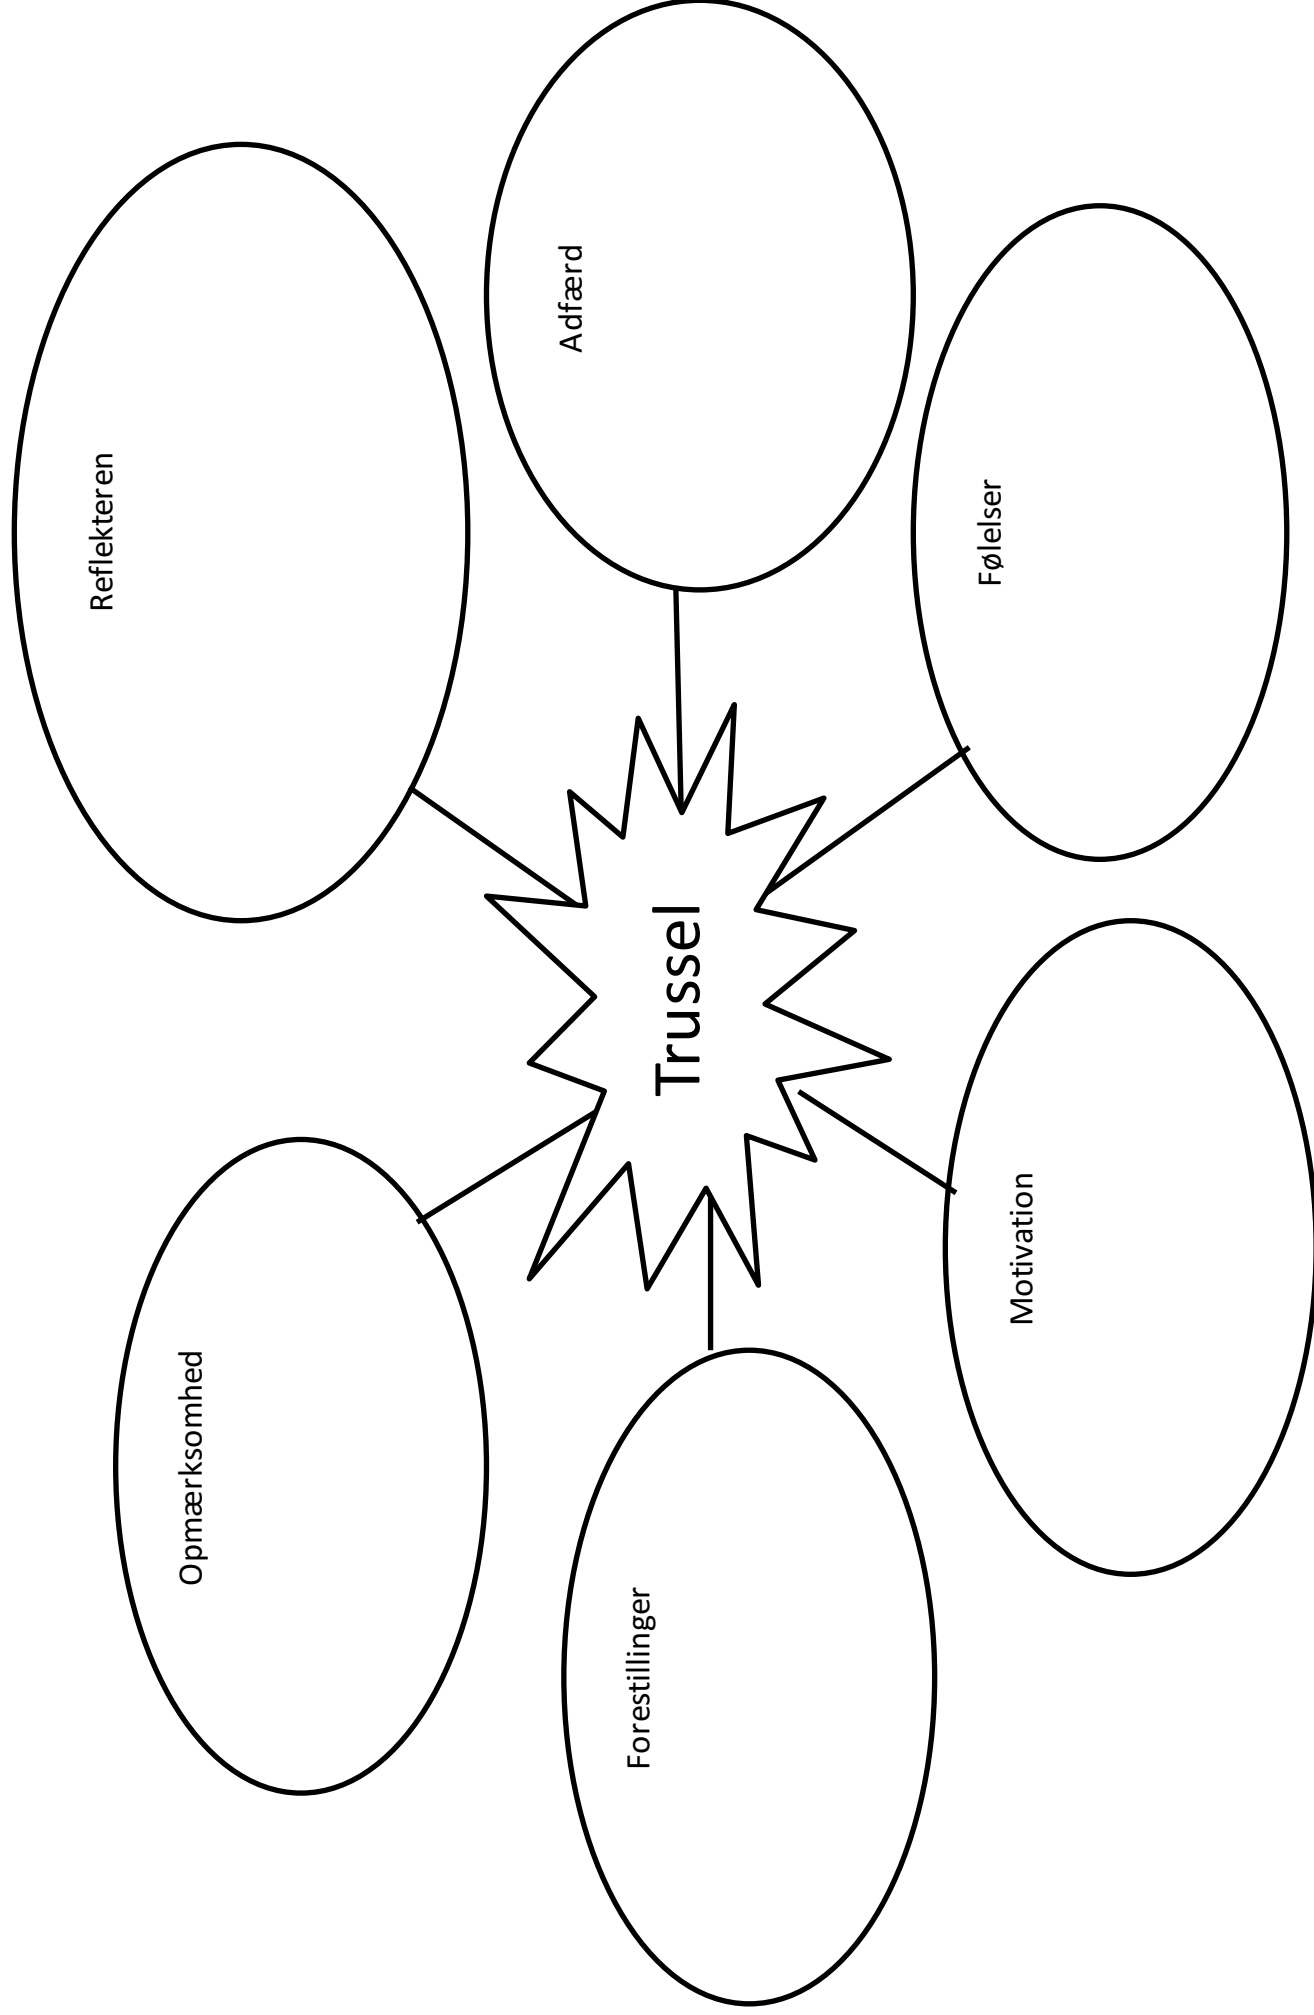 Opmærksomhed
Reflekteren
Forestillinger
Trussel
Adfærd
Motivation
Følelser